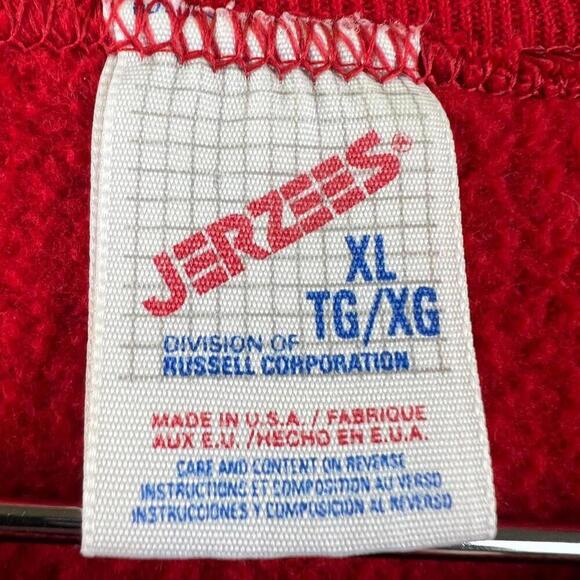 JERZEES®
XL
TG/XG
DIVISION OF
RUSSELL CORPORATION
MADE IN U.S.A./FABRIQUE
AUX E.U./HECHO EN E.U.A.
CARE AND CONTENT ON REVERSE
INSTRUCTIONS ET COMPOSITION AU VERSO
INSTRUCCIONES Y COMPOSICION AL REVERSO